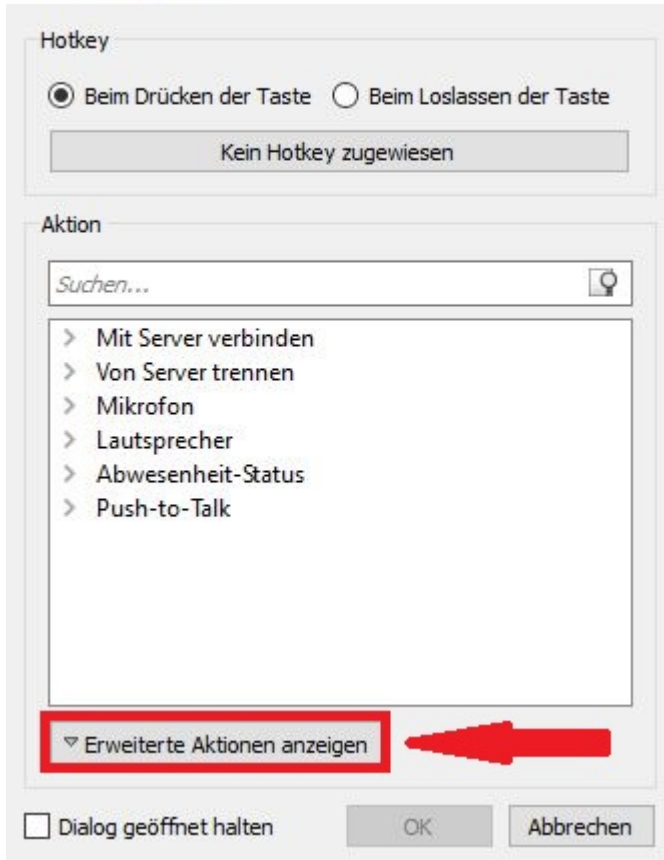 Hotkey
Beim Drücken der Taste Beim Loslassen der Taste
Kein Hotkey zugewiesen
Aktion
Suchen...
Mit Server verbinden
Von Server trennen
Mikrofon
Lautsprecher
Abwesenheit-Status
Push-to-Talk
Erweiterte Aktionen anzeigen
Dialog geöffnet halten OK Abbrechen